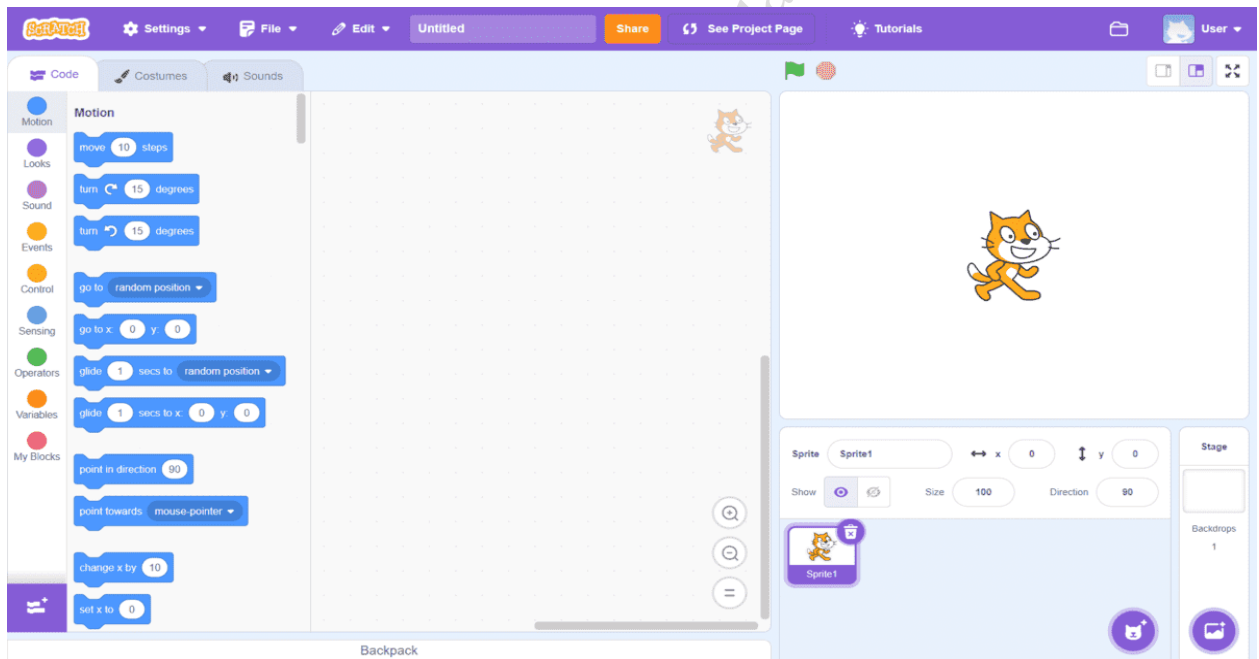 SCRATCH Settings File Edit Untitled Share See Project Page Tutorials User
Code Costumes Sounds
Motion
Looks
Sound
Events
Control
Sensing
Operators
Variables
My Blocks
Motion
move 10 steps
turn 15 degrees
turn 15 degrees
go to random position
go to x: 0 y: 0
glide 1 secs to random position
glide 1 secs to x: 0 y: 0
point in direction 90
point towards mouse-pointer
change x by 10
set x to 0
Backpack
Sprite Sprite1 x 0 y 0
Show Size 100 Direction 90
Sprite1
Stage
Backdrops
1